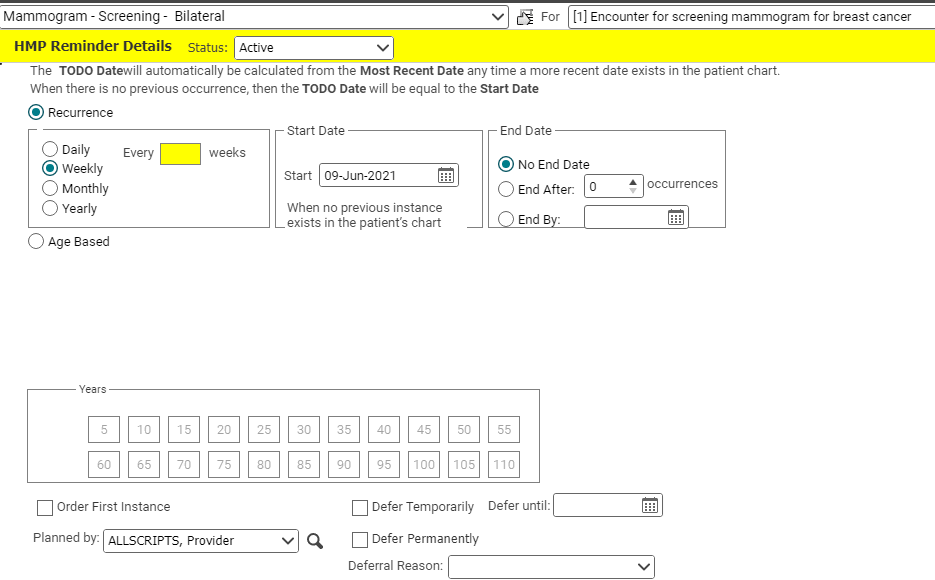 Mammogram - Screening - Bilateral For [1] Encounter for screening mammogram for breast cancer
HMP Reminder Details Status: Active
The TODO Datewill automatically be calculated from the Most Recent Date any time a more recent date exists in the patient chart.
When there is no previous occurrence, then the TODO Date will be equal to the Start Date
Recurrence
Daily
Weekly
Monthly
Yearly
Every weeks
Start Date
Start 09-Jun-2021
When no previous instance
exists in the patient's chart
End Date
No End Date
End After: 0 occurrences
End By:
Age Based
Years
5 10 15 20 25 30 35 40 45 50 55
60 65 70 75 80 85 90 95 100 105 110
Order First Instance
Defer Temporarily Defer until:
Planned by: ALLSCRIPTS, Provider
Defer Permanently
Deferral Reason: